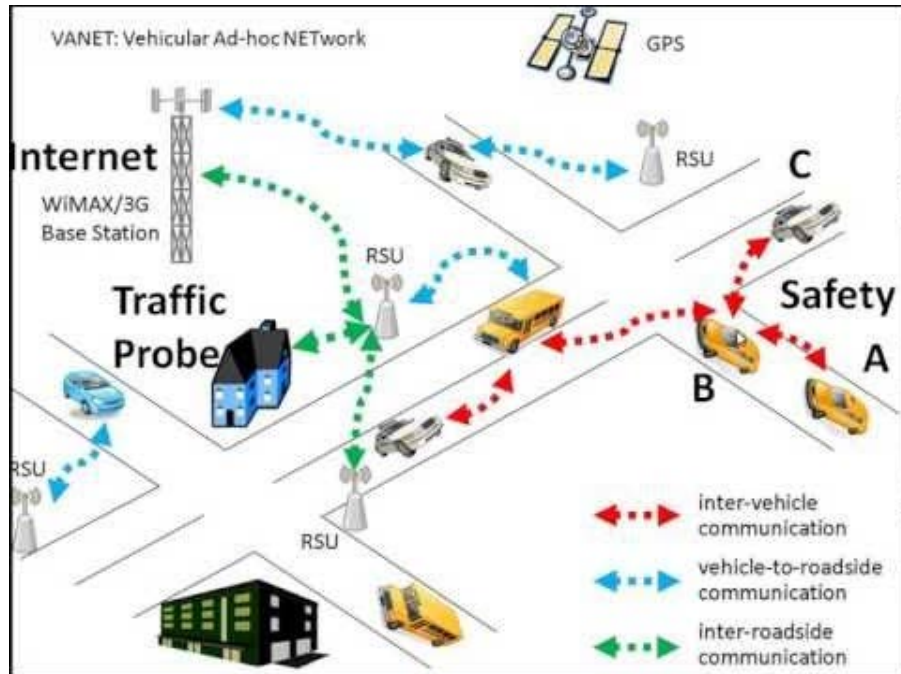 VANET: Vehicular Ad-hoc NETwork
GPS
Internet
WiMAX/3G
Base Station
RSU
C
RSU
Traffic
Probe
Safety
A
B
RSU
RSU
inter-vehicle
communication
vehicle-to-roadside
communication
inter-roadside
communication